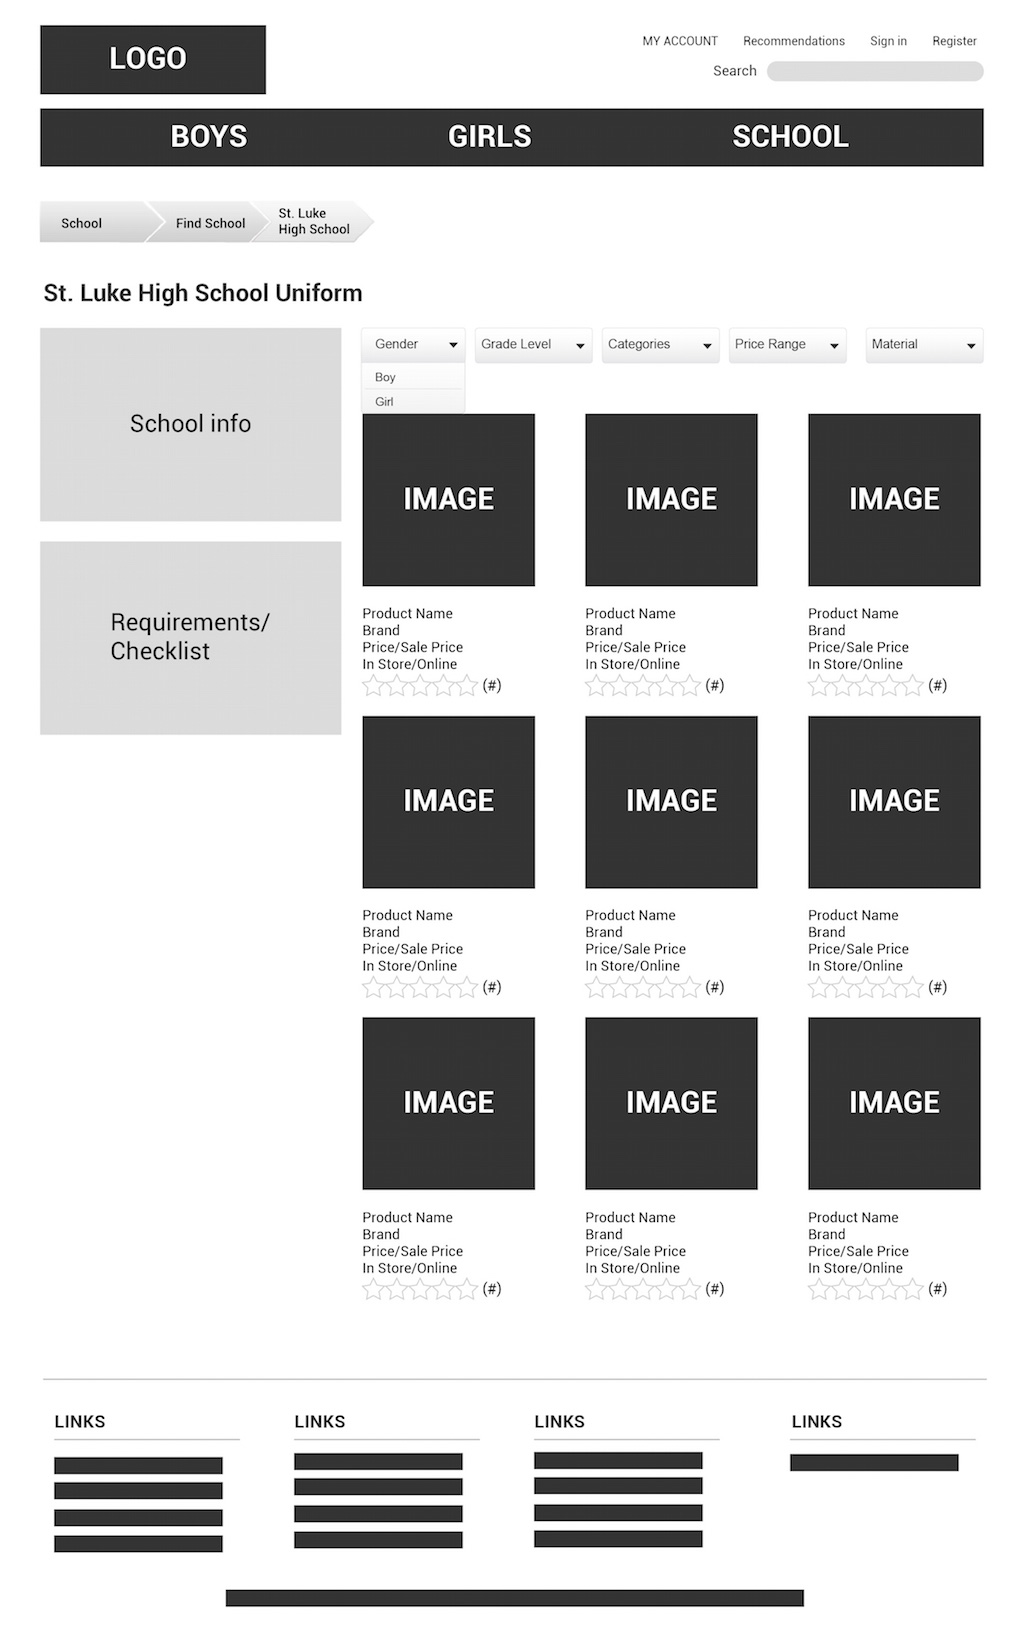 LOGO
MY ACCOUNT Recommendations Sign in Register
Search
BOYS GIRLS SCHOOL
School
Find School
St. Luke
High School
St. Luke High School Uniform
School info
Requirements/
Checklist
Gender Grade Level Categories Price Range Material
Boy
Girl
IMAGE IMAGE IMAGE
Product Name Product Name Product Name
Brand Brand Brand
Price/Sale Price Price/Sale Price Price/Sale Price
In Store/Online In Store/Online In Store/Online
(#) (#) (#)
IMAGE IMAGE IMAGE
Product Name Product Name Product Name
Brand Brand Brand
Price/Sale Price Price/Sale Price Price/Sale Price
In Store/Online In Store/Online In Store/Online
(#) (#) (#)
IMAGE IMAGE IMAGE
Product Name Product Name Product Name
Brand Brand Brand
Price/Sale Price Price/Sale Price Price/Sale Price
In Store/Online In Store/Online In Store/Online
(#) (#) (#)
LINKS LINKS LINKS LINKS